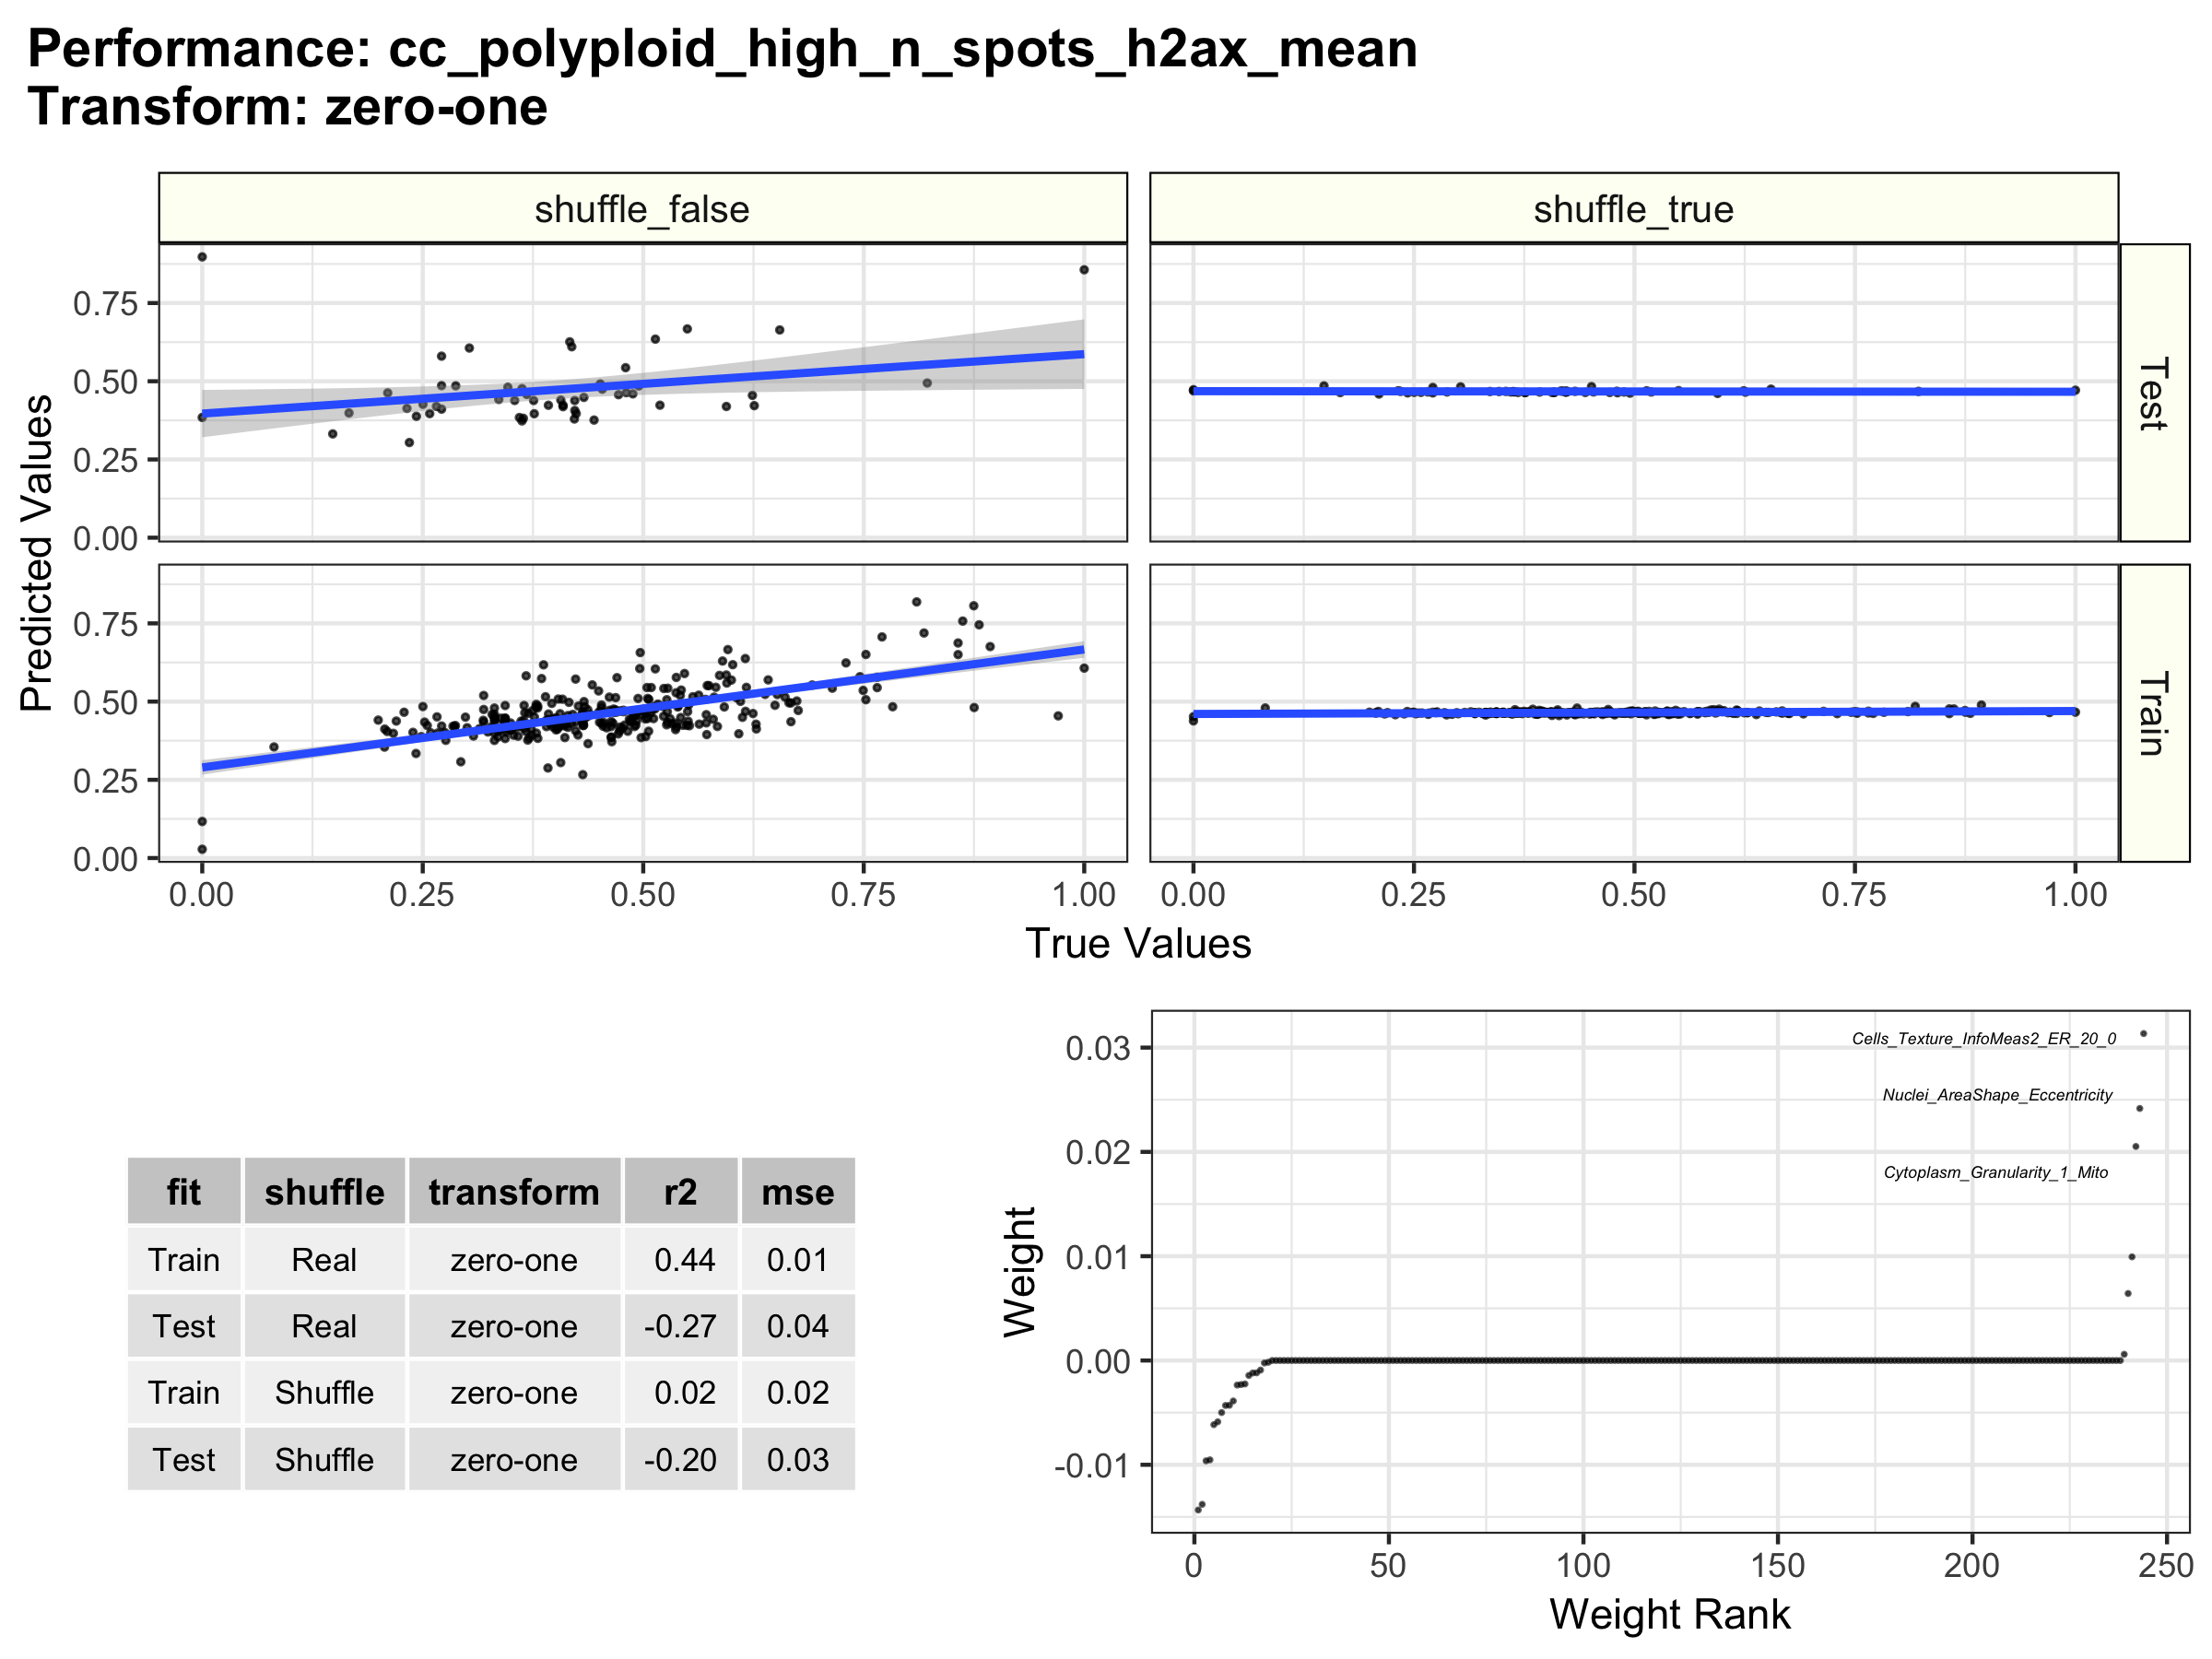 Performance: cc_polyploid_high_n_spots_h2ax_mean
Transform: zero-one
shuffle_false
shuffle_true
0.75
0.50
0.25
0.00
Test
Predicted Values
0.75
0.50
0.25
0.00
Train
0.00 0.25 0.50 0.75 1.00
0.00 0.25 0.50 0.75 1.00
True Values
fit shuffle transform r2 mse
Train Real zero-one 0.44 0.01
Test Real zero-one -0.27 0.04
Train Shuffle zero-one 0.02 0.02
Test Shuffle zero-one -0.20 0.03
Weight
0.03
0.02
0.01
0.00
-0.01
Cells_Texture_InfoMeas2_ER_20_0
Nuclei_AreaShape_Eccentricity
Cytoplasm_Granularity_1_Mito
0 50 100 150 200 250
Weight Rank